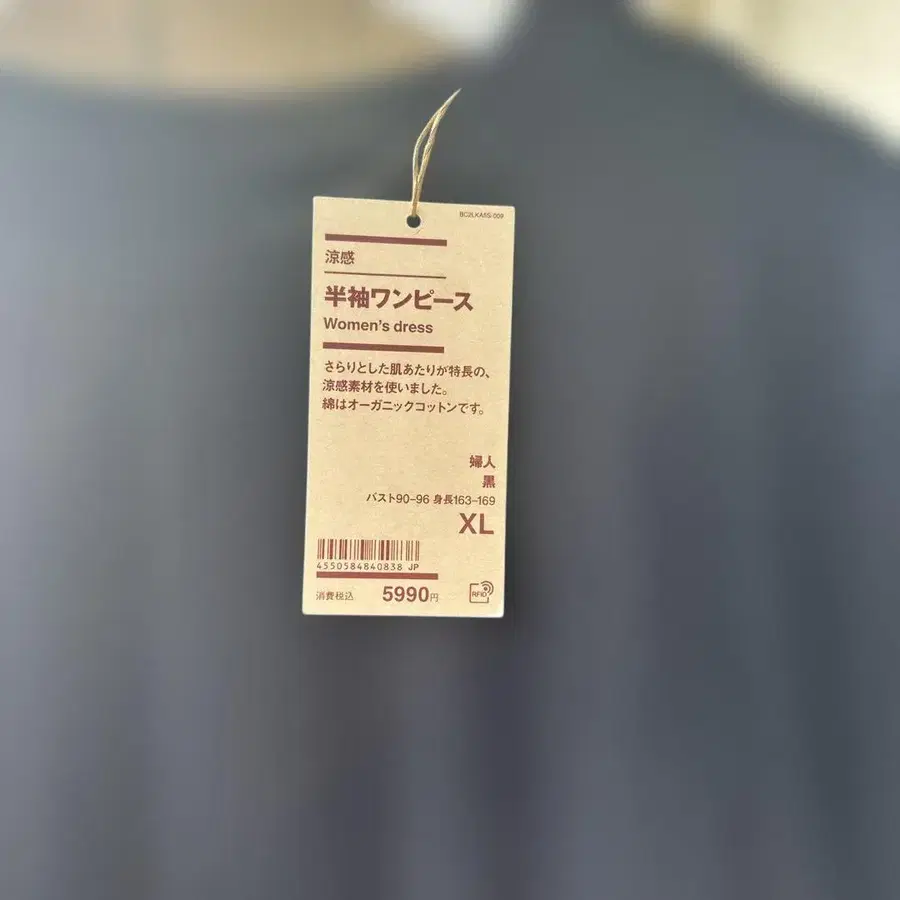 BC2LKA6S-009
涼感
半袖ワンピース
Women's dress
さらりとした肌あたりが特長の、
涼感素材を使いました。
綿はオーガニックコットンです。
婦人
黒
バスト90-96 身長163-169
XL
4550584840838 JP
消費税込 5990円
RFID